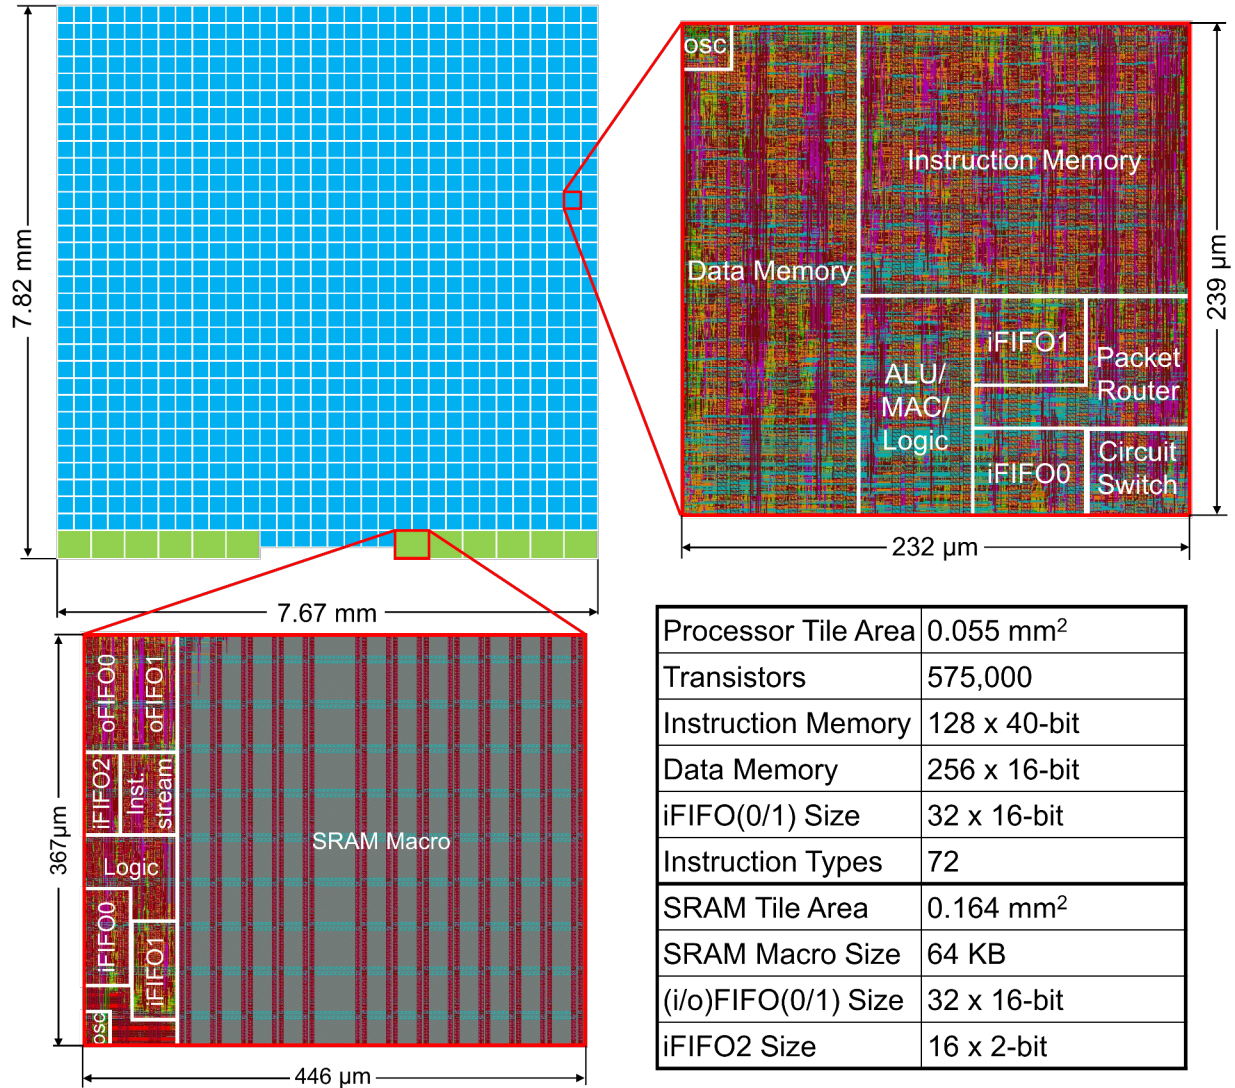 7.82 mm
7.67 mm
osc
Instruction Memory
Data Memory
iFIFO1
Packet
Router
ALU/
MAC/
Logic
iFIFO0
Circuit
Switch
239 µm
232 µm
oFIFO0
oFIFO1
iFIFO2
Inst.
stream
Logic
iFIFO0
iFIFO1
osc
SRAM Macro
367µm
446 µm
Processor Tile Area 0.055 mm²
Transistors 575,000
Instruction Memory 128 x 40-bit
Data Memory 256 x 16-bit
iFIFO(0/1) Size 32 x 16-bit
Instruction Types 72
SRAM Tile Area 0.164 mm²
SRAM Macro Size 64 KB
(i/o)FIFO(0/1) Size 32 x 16-bit
iFIFO2 Size 16 x 2-bit